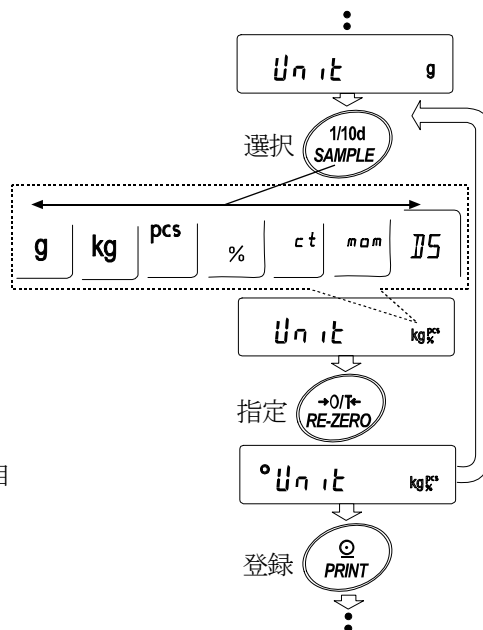 Unit g
選択 1/10d
SAMPLE
g kg pcs % ct mom DS
Unit kg pcs %
指定 →0/T←
RE-ZERO
°Unit kg pcs %
登録 PRINT